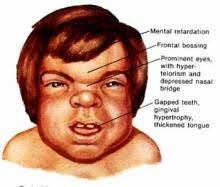 Mental retardation
Frontal bossing
Prominent eyes,
with hyper-
telorism and
depressed nasal
bridge
Gapped teeth,
gingival
hypertrophy,
thickened tongue